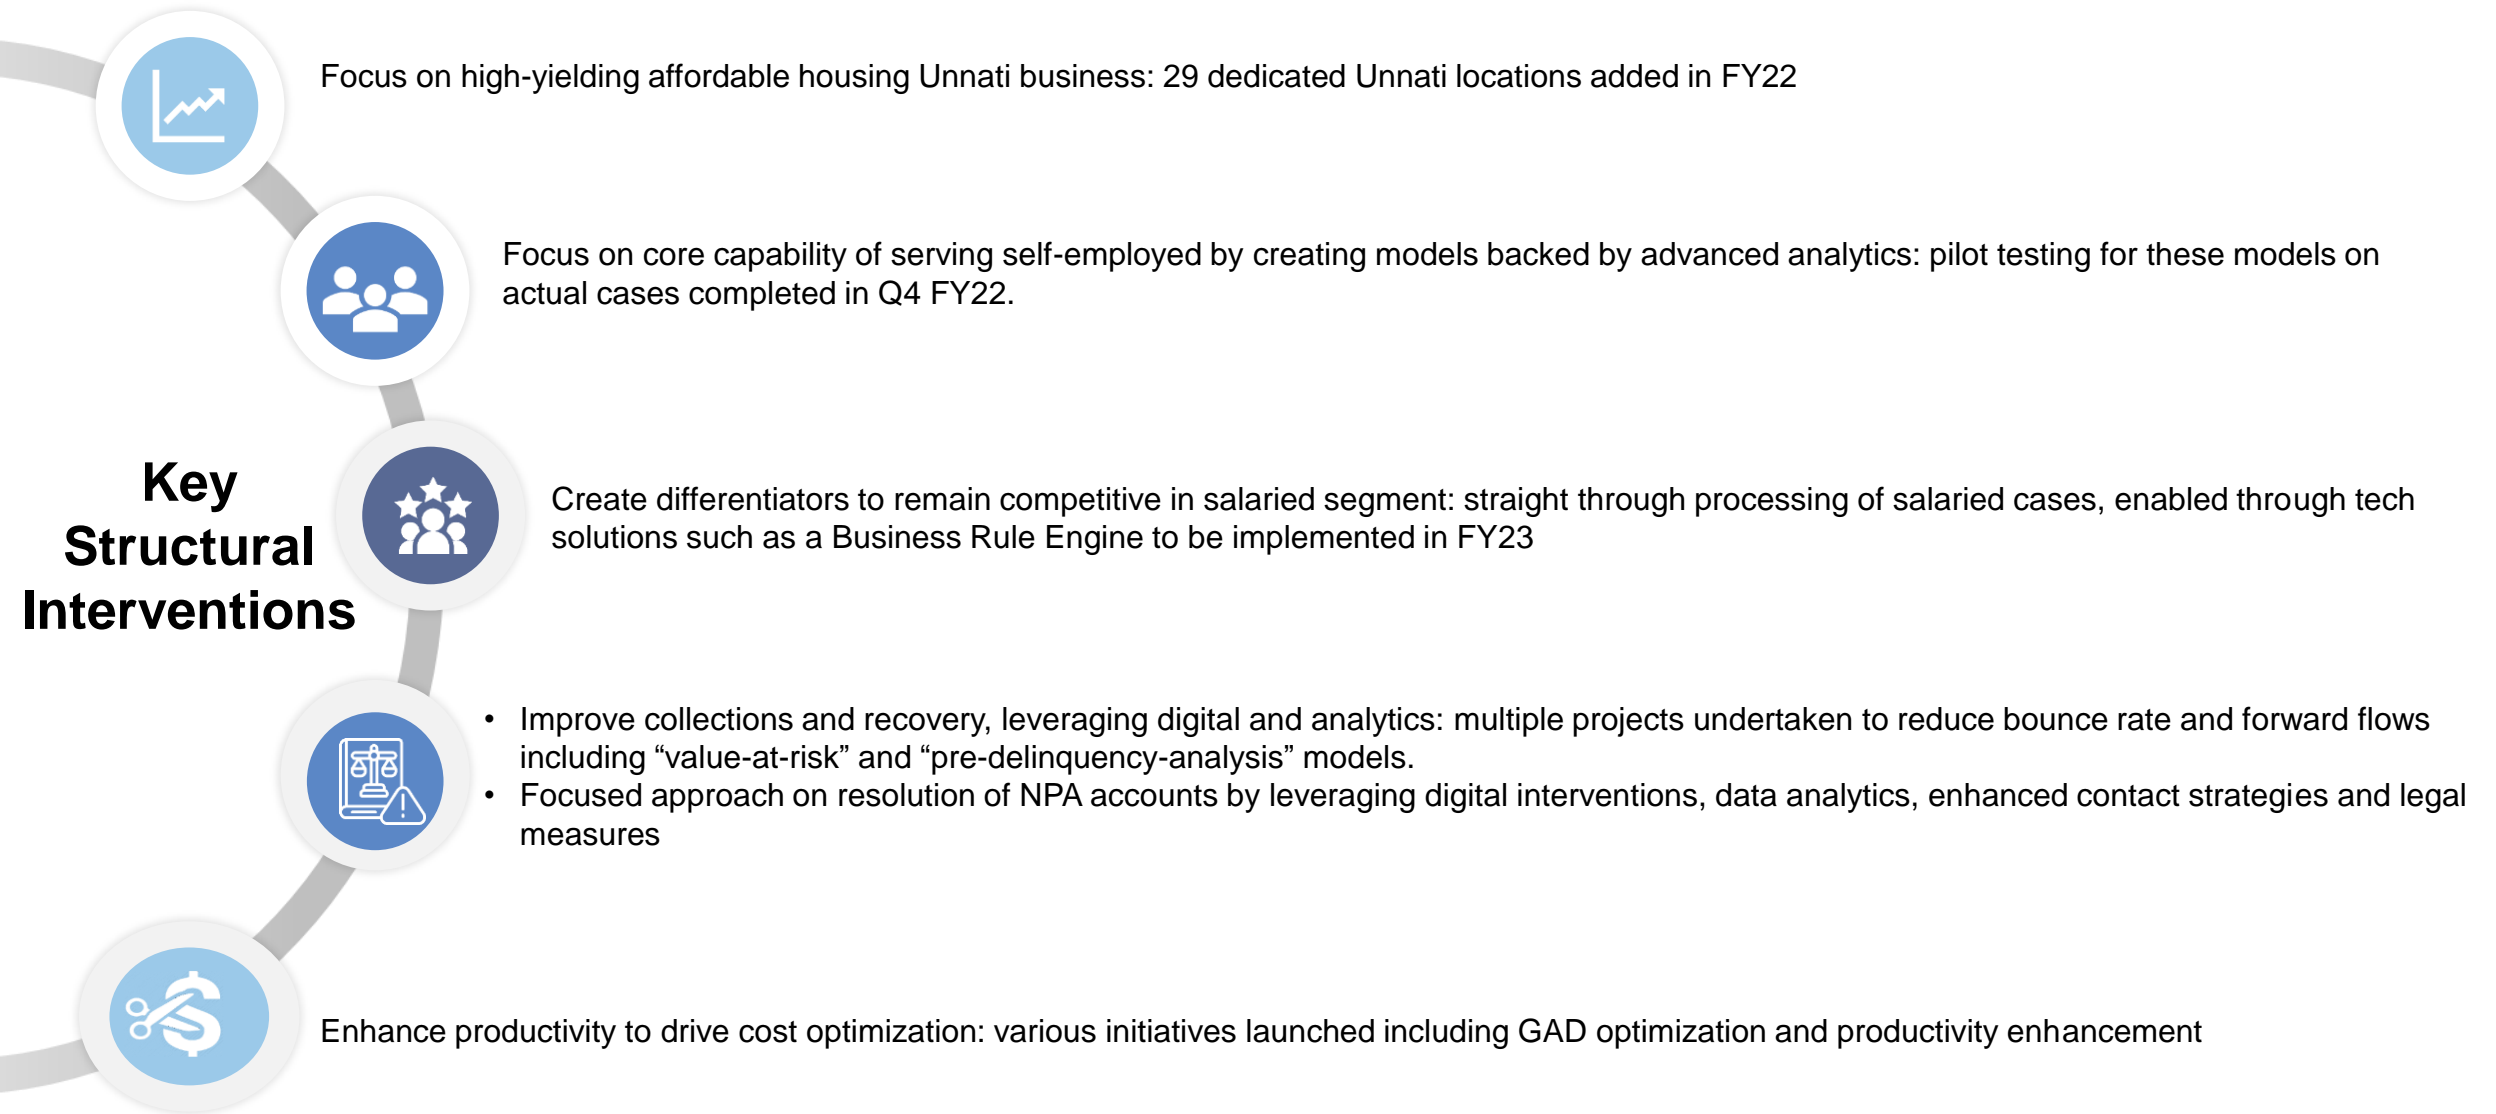 Focus on high-yielding affordable housing Unnati business: 29 dedicated Unnati locations added in FY22
Focus on core capability of serving self-employed by creating models backed by advanced analytics: pilot testing for these models on
actual cases completed in Q4 FY22.
Key
Structural
Interventions
Create differentiators to remain competitive in salaried segment: straight through processing of salaried cases, enabled through tech
solutions such as a Business Rule Engine to be implemented in FY23
• Improve collections and recovery, leveraging digital and analytics: multiple projects undertaken to reduce bounce rate and forward flows
including “value-at-risk” and “pre-delinquency-analysis” models.
• Focused approach on resolution of NPA accounts by leveraging digital interventions, data analytics, enhanced contact strategies and legal
measures
Enhance productivity to drive cost optimization: various initiatives launched including GAD optimization and productivity enhancement